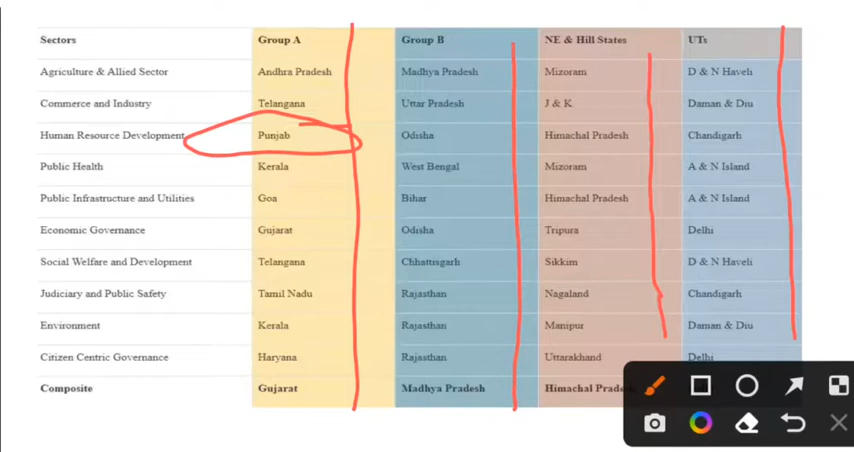 Sectors Group A Group B NE & Hill States UTs
Agriculture & Allied Sector Andhra Pradesh Madhya Pradesh Mizoram D & N Haveli
Commerce and Industry Telangana Uttar Pradesh J & K Daman & Diu
Human Resource Development Punjab Odisha Himachal Pradesh Chandigarh
Public Health Kerala West Bengal Mizoram A & N Island
Public Infrastructure and Utilities Goa Bihar Himachal Pradesh A & N Island
Economic Governance Gujarat Odisha Tripura Delhi
Social Welfare and Development Telangana Chhattisgarh Sikkim D & N Haveli
Judiciary and Public Safety Tamil Nadu Rajasthan Nagaland Chandigarh
Environment Kerala Rajasthan Manipur Daman & Diu
Citizen Centric Governance Haryana Rajasthan Uttarakhand Delhi
Composite Gujarat Madhya Pradesh Himachal